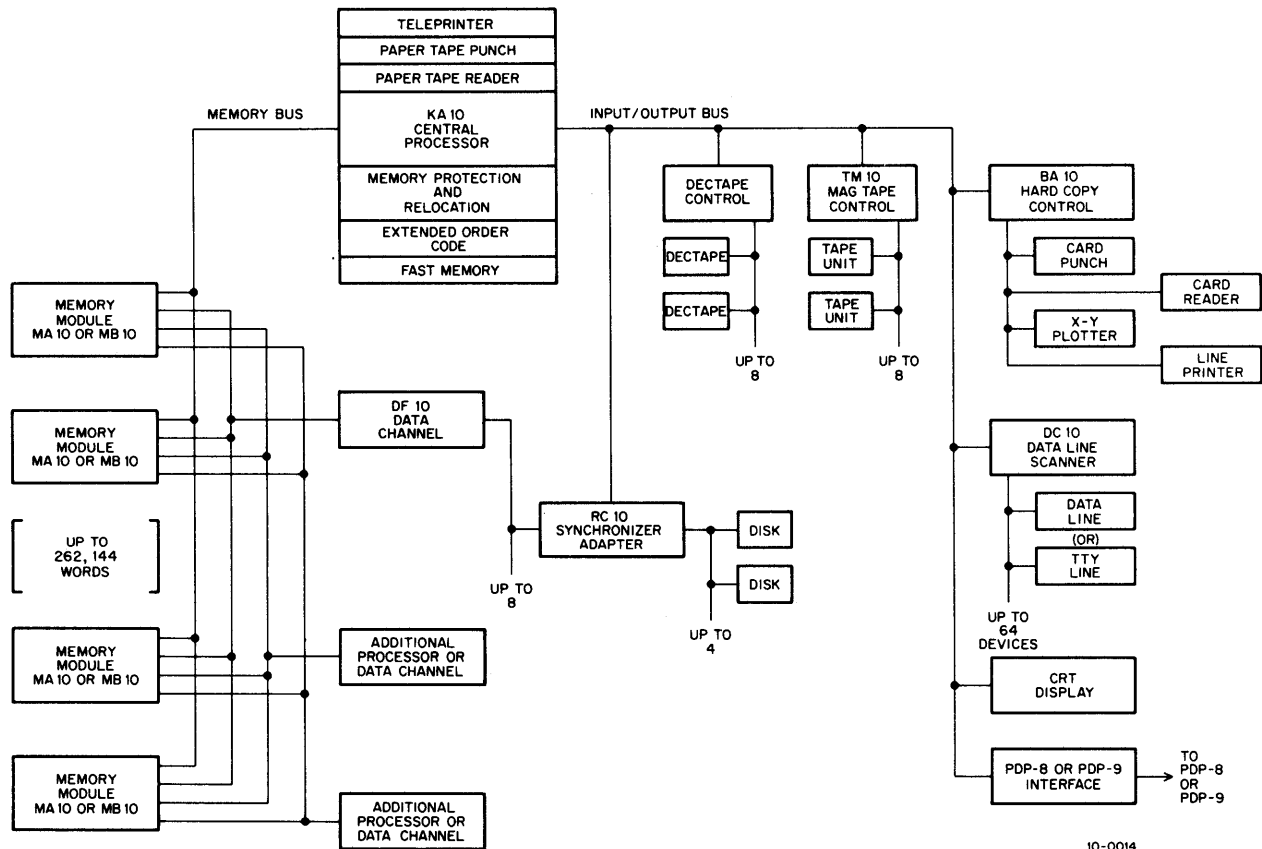 TELEPRINTER
PAPER TAPE PUNCH
PAPER TAPE READER
MEMORY BUS
KA 10
CENTRAL
PROCESSOR
INPUT/OUTPUT BUS
MEMORY PROTECTION
AND
RELOCATION
EXTENDED ORDER
CODE
FAST MEMORY
DECTAPE
CONTROL
DECTAPE
DECTAPE
UP TO
8
TM 10
MAG TAPE
CONTROL
TAPE
UNIT
TAPE
UNIT
UP TO
8
BA 10
HARD COPY
CONTROL
CARD
PUNCH
CARD
READER
X-Y
PLOTTER
LINE
PRINTER
MEMORY
MODULE
MA 10 OR MB 10
MEMORY
MODULE
MA 10 OR MB 10
UP TO
262, 144
WORDS
MEMORY
MODULE
MA 10 OR MB 10
MEMORY
MODULE
MA 10 OR MB 10
DF 10
DATA
CHANNEL
UP TO
8
RC 10
SYNCHRONIZER
ADAPTER
DISK
DISK
UP TO
4
ADDITIONAL
PROCESSOR OR
DATA CHANNEL
ADDITIONAL
PROCESSOR OR
DATA CHANNEL
DC 10
DATA LINE
SCANNER
DATA
LINE
(OR)
TTY
LINE
UP TO
64
DEVICES
CRT
DISPLAY
PDP-8 OR PDP-9
INTERFACE
TO
PDP-8
OR
PDP-9
10-0014